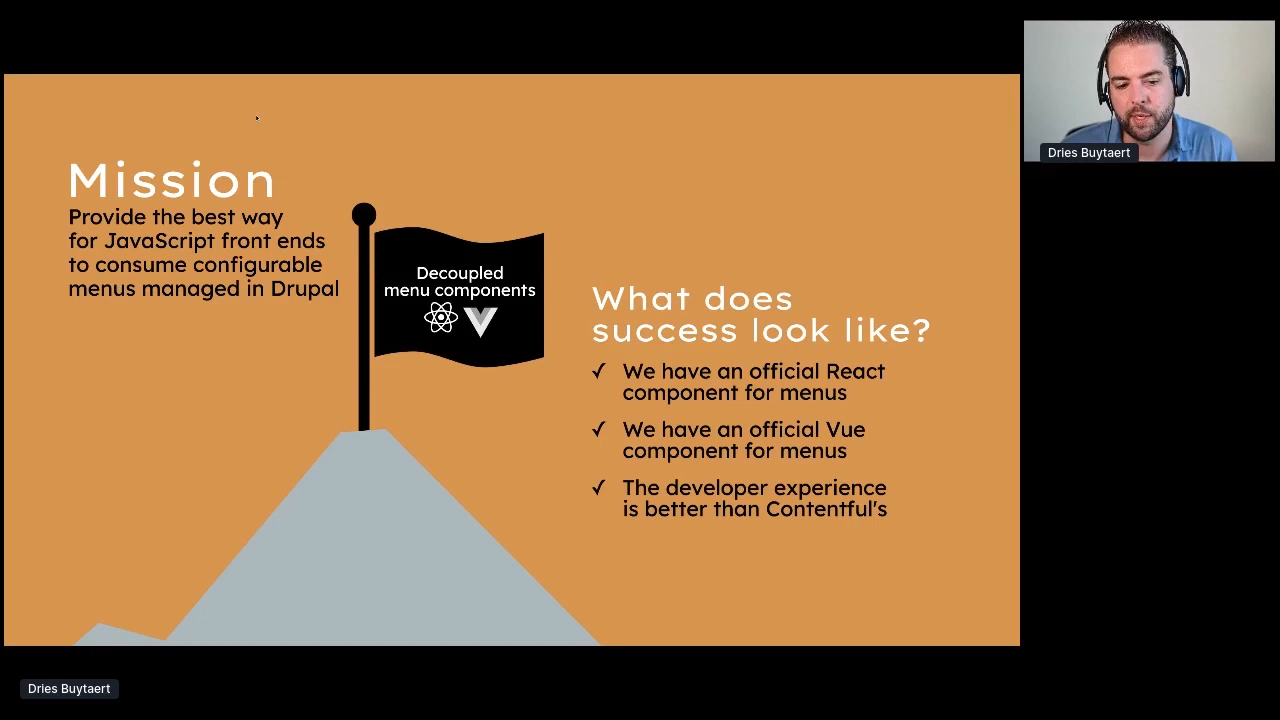 Mission
Provide the best way
for JavaScript front ends
to consume configurable
menus managed in Drupal
Decoupled
menu components
What does
success look like?
✓ We have an official React
component for menus
✓ We have an official Vue
component for menus
✓ The developer experience
is better than Contentful's
Dries Buytaert
Dries Buytaert